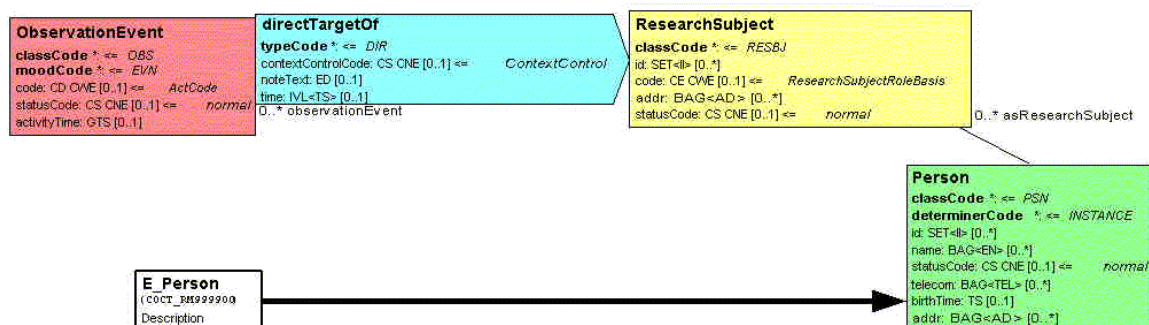 ObservationEvent
classCode *: <= OBS
moodCode *: <= EVN
code: CD CWE [0..1] <= ActCode
statusCode: CS CNE [0..1] <= normal
activityTime: GTS [0..1]
directTargetOf
typeCode *: <= DIR
contextControlCode: CS CNE [0..1] <= ContextControl
noteText: ED [0..1]
time: IVL<TS> [0..1]
0..* observationEvent
ResearchSubject
classCode *: <= RESBJ
id: SET<II> [0..*]
code: CE CWE [0..1] <= ResearchSubjectRoleBasis
addr: BAG<AD> [0..*]
statusCode: CS CNE [0..1] <= normal
0..* asResearchSubject
Person
classCode *: <= PSN
determinerCode *: <= INSTANCE
id: SET<II> [0..*]
name: BAG<EN> [0..*]
statusCode: CS CNE [0..1] <= normal
telecom: BAG<TEL> [0..*]
birthTime: TS [0..1]
addr: BAG<AD> [0..*]
E_Person
(COCT_RM999900)
Description